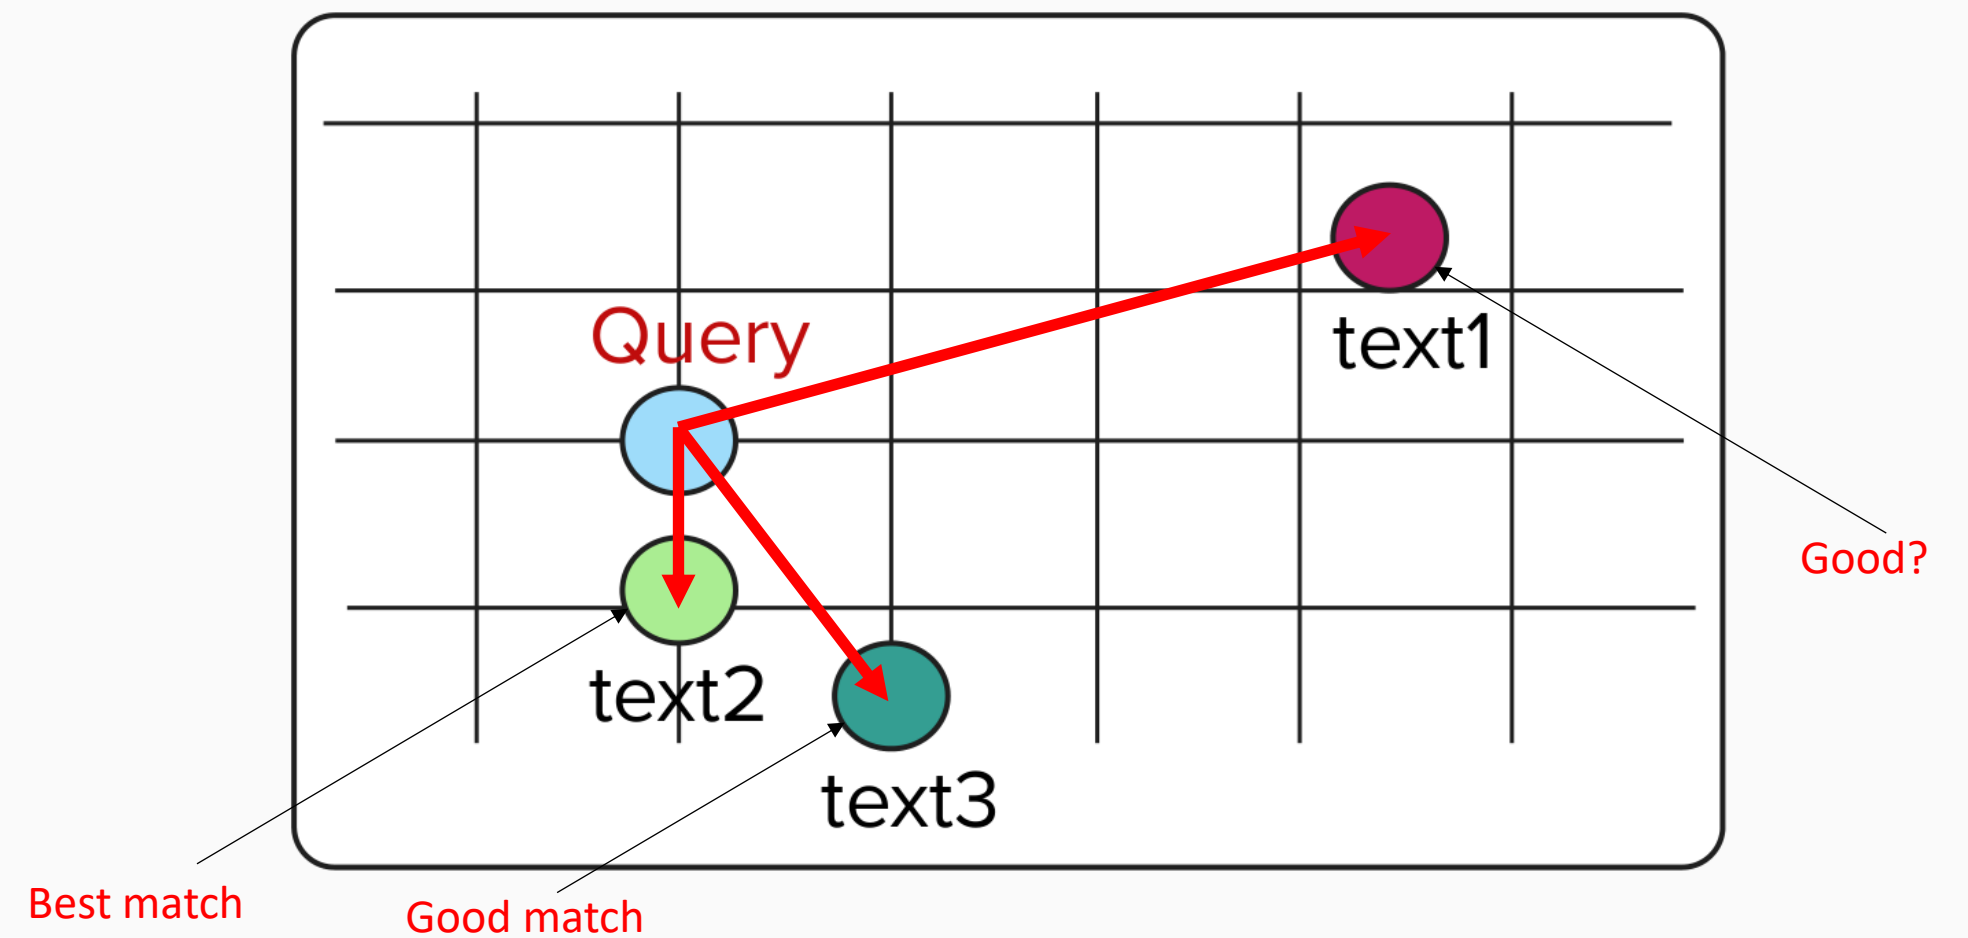 Query
text1
Good?
text2
text3
Best match
Good match